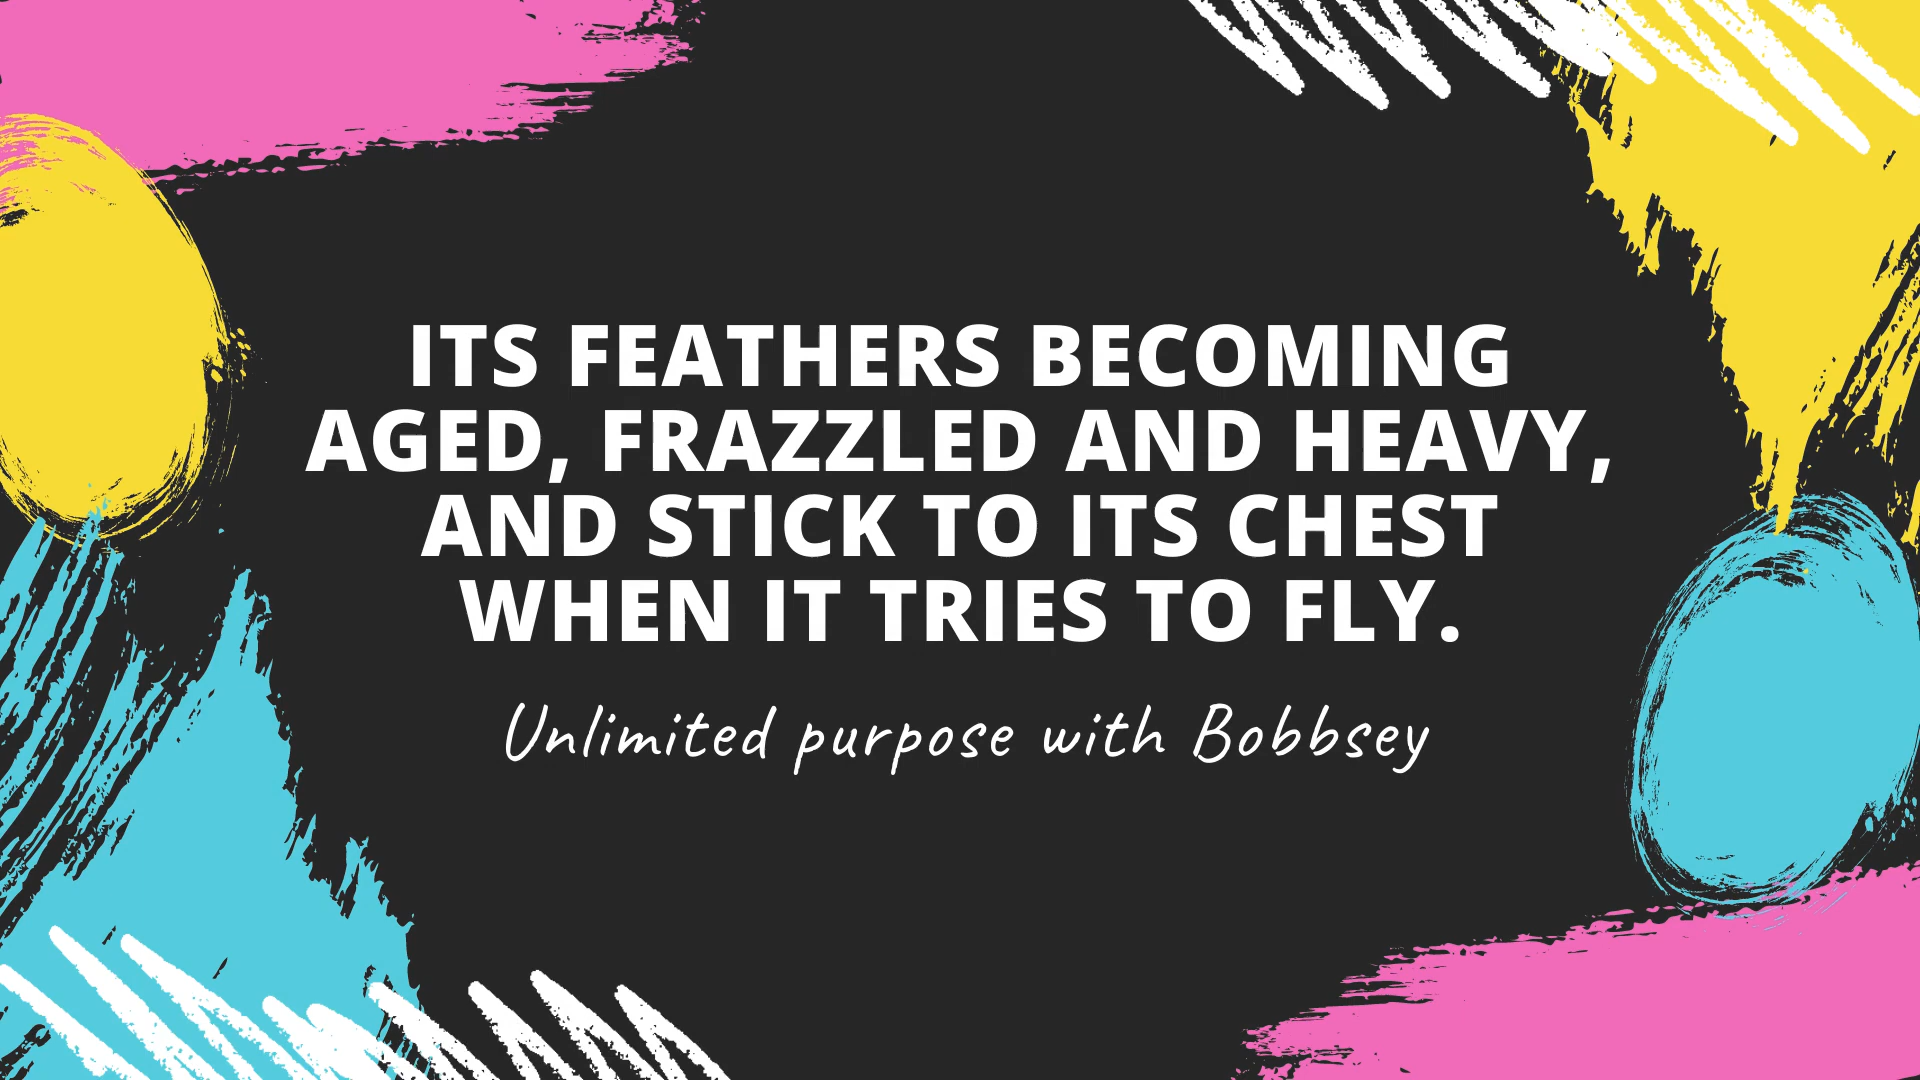 ITS FEATHERS BECOMING
AGED, FRAZZLED AND HEAVY,
AND STICK TO ITS CHEST
WHEN IT TRIES TO FLY.
Unlimited purpose with Bobbsey